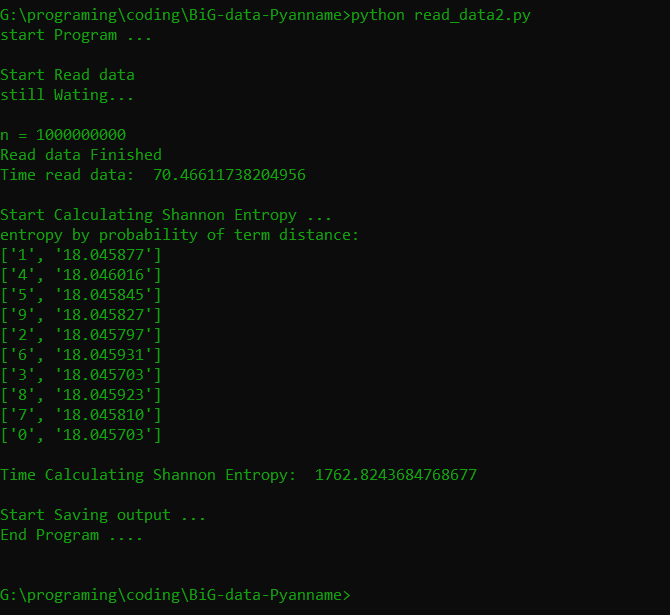 G:\programing\coding\BiG-data-Pyanname>python read_data2.py
start Program ...
Start Read data
still Wating...
n = 1000000000
Read data Finished
Time read data:  70.46611738204956
Start Calculating Shannon Entropy ...
entropy by probability of term distance:
['1', '18.045877']
['4', '18.046016']
['5', '18.045845']
['9', '18.045827']
['2', '18.045797']
['6', '18.045931']
['3', '18.045703']
['8', '18.045923']
['7', '18.045810']
['0', '18.045703']
Time Calculating Shannon Entropy:  1762.8243684768677
Start Saving output ...
End Program ....
G:\programing\coding\BiG-data-Pyanname>